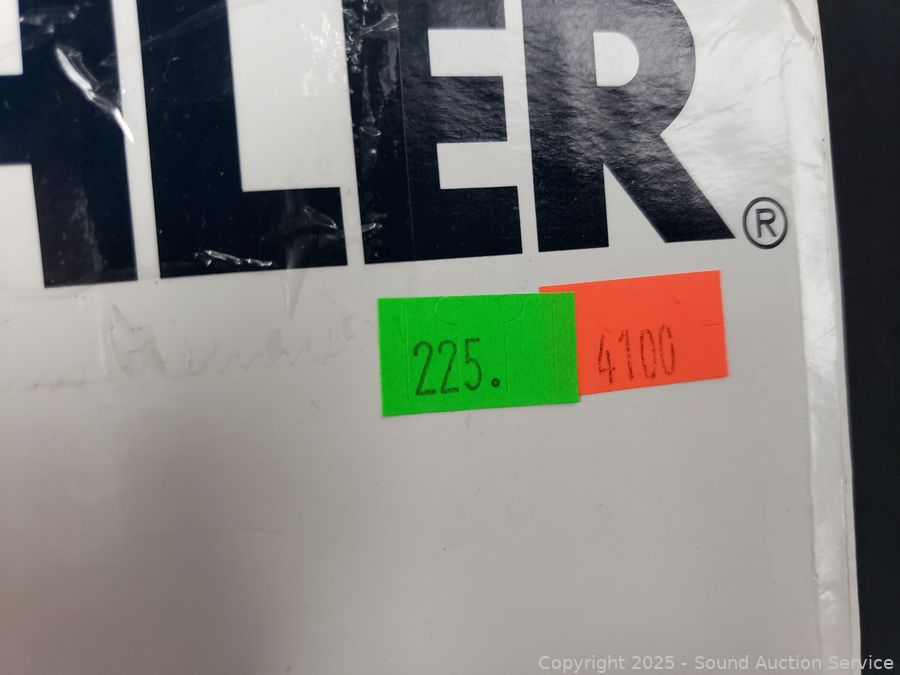 HLER®
225.
4100
Copyright 2025 - Sound Auction Service